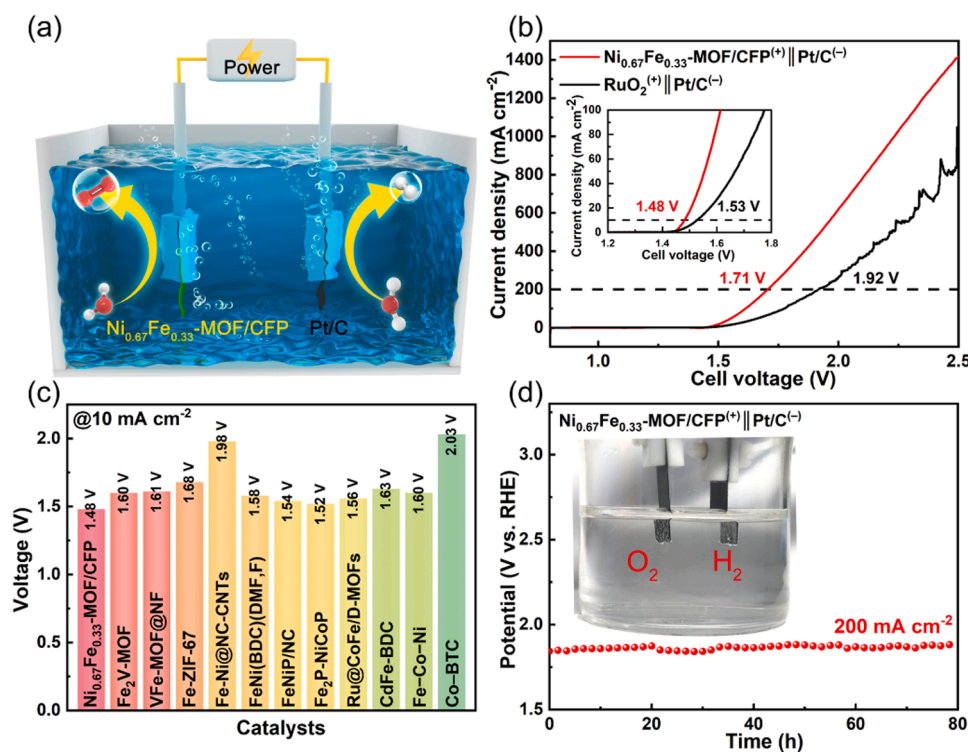 (a)
Power
Ni0.67Fe0.33-MOF/CFP
Pt/C
(b)
Ni0.67Fe0.33-MOF/CFP(+)‖Pt/C(−)
RuO2(+)‖Pt/C(−)
Current density (mA cm-2)
1400
1200
1000
800
600
400
200
0
1.0
1.5
2.0
2.5
Cell voltage (V)
1.71 V
1.92 V
Current density (mA cm-2)
100
80
60
40
20
0
1.48 V
1.53 V
1.2
1.4
1.6
1.8
Cell voltage (V)
(c)
@10 mA cm-2
Voltage (V)
2.0
1.5
1.0
0.5
0.0
1.48 V
1.60 V
1.61 V
1.68 V
1.98 V
1.58 V
1.54 V
1.52 V
1.56 V
1.63 V
1.60 V
2.03 V
Ni0.67Fe0.33-MOF/CFP
Fe2V-MOF
VFe-MOF@NF
Fe-ZIF-67
Fe-Ni@NC-CNTs
FeNi(BDC)(DMF,F)
FeNiP/NC
Fe2P-NiCoP
Ru@CoFe/D-MOFs
CdFe-BDC
Fe−Co−Ni
Co–BTC
Catalysts
(d)
Ni0.67Fe0.33-MOF/CFP(+)‖Pt/C(−)
Potential (V vs. RHE)
3.0
2.5
2.0
1.5
O2
H2
200 mA cm-2
0
20
40
60
80
Time (h)